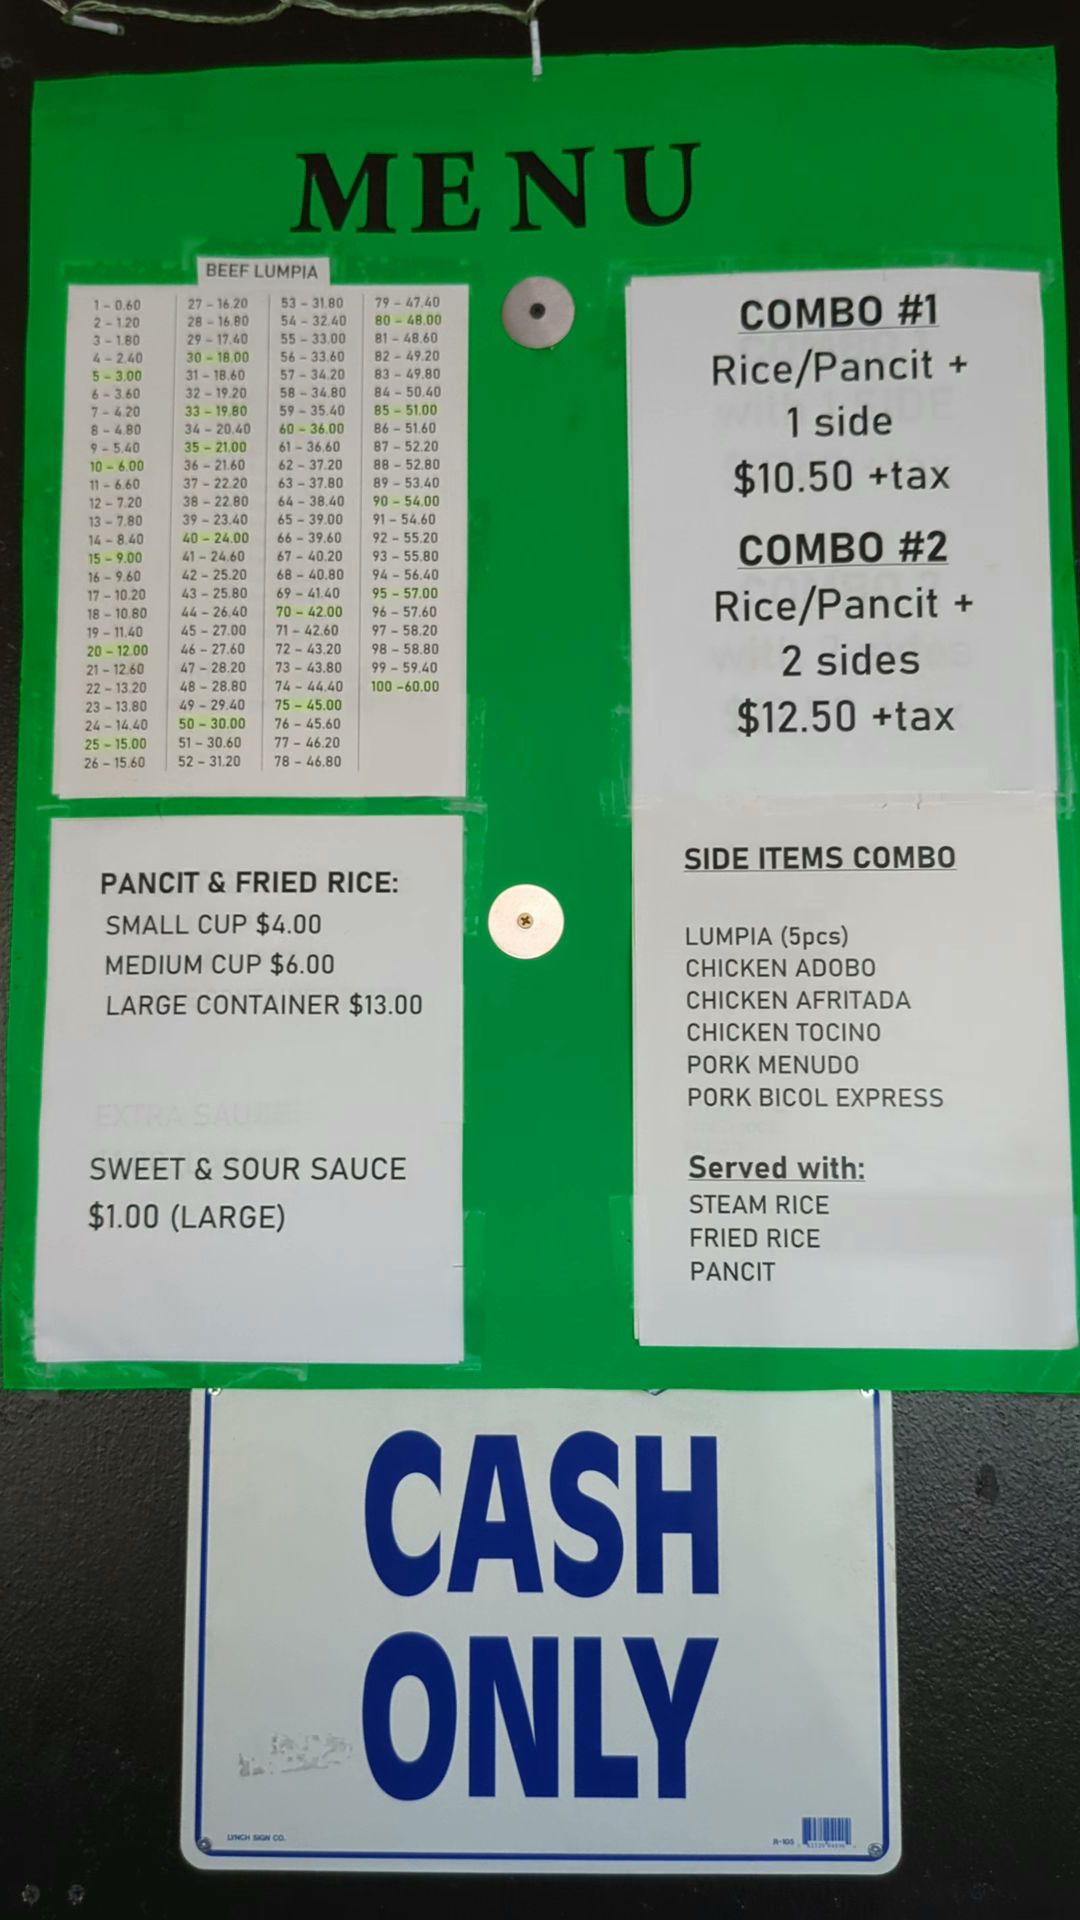 MENU
BEEF LUMPIA
1 – 0.60
2 – 1.20
3 – 1.80
4 – 2.40
5 – 3.00
6 – 3.60
7 – 4.20
8 – 4.80
9 – 5.40
10 – 6.00
11 – 6.60
12 – 7.20
13 – 7.80
14 – 8.40
15 – 9.00
16 – 9.60
17 – 10.20
18 – 10.80
19 – 11.40
20 – 12.00
21 – 12.60
22 – 13.20
23 – 13.80
24 – 14.40
25 – 15.00
26 – 15.60
27 – 16.20
28 – 16.80
29 – 17.40
30 – 18.00
31 – 18.60
32 – 19.20
33 – 19.80
34 – 20.40
35 – 21.00
36 – 21.60
37 – 22.20
38 – 22.80
39 – 23.40
40 – 24.00
41 – 24.60
42 – 25.20
43 – 25.80
44 – 26.40
45 – 27.00
46 – 27.60
47 – 28.20
48 – 28.80
49 – 29.40
50 – 30.00
51 – 30.60
52 – 31.20
53 – 31.80
54 – 32.40
55 – 33.00
56 – 33.60
57 – 34.20
58 – 34.80
59 – 35.40
60 – 36.00
61 – 36.60
62 – 37.20
63 – 37.80
64 – 38.40
65 – 39.00
66 – 39.60
67 – 40.20
68 – 40.80
69 – 41.40
70 – 42.00
71 – 42.60
72 – 43.20
73 – 43.80
74 – 44.40
75 – 45.00
76 – 45.60
77 – 46.20
78 – 46.80
79 – 47.40
80 – 48.00
81 – 48.60
82 – 49.20
83 – 49.80
84 – 50.40
85 – 51.00
86 – 51.60
87 – 52.20
88 – 52.80
89 – 53.40
90 – 54.00
91 – 54.60
92 – 55.20
93 – 55.80
94 – 56.40
95 – 57.00
96 – 57.60
97 – 58.20
98 – 58.80
99 – 59.40
100 –60.00
PANCIT & FRIED RICE:
SMALL CUP $4.00
MEDIUM CUP $6.00
LARGE CONTAINER $13.00
EXTRA SAUCE
SWEET & SOUR SAUCE
$1.00 (LARGE)
COMBO #1
Rice/Pancit +
1 side
$10.50 +tax
COMBO #2
Rice/Pancit +
2 sides
$12.50 +tax
SIDE ITEMS COMBO
LUMPIA (5pcs)
CHICKEN ADOBO
CHICKEN AFRITADA
CHICKEN TOCINO
PORK MENUDO
PORK BICOL EXPRESS
Served with:
STEAM RICE
FRIED RICE
PANCIT
CASH
ONLY
LYNCH SIGN CO.
R-105